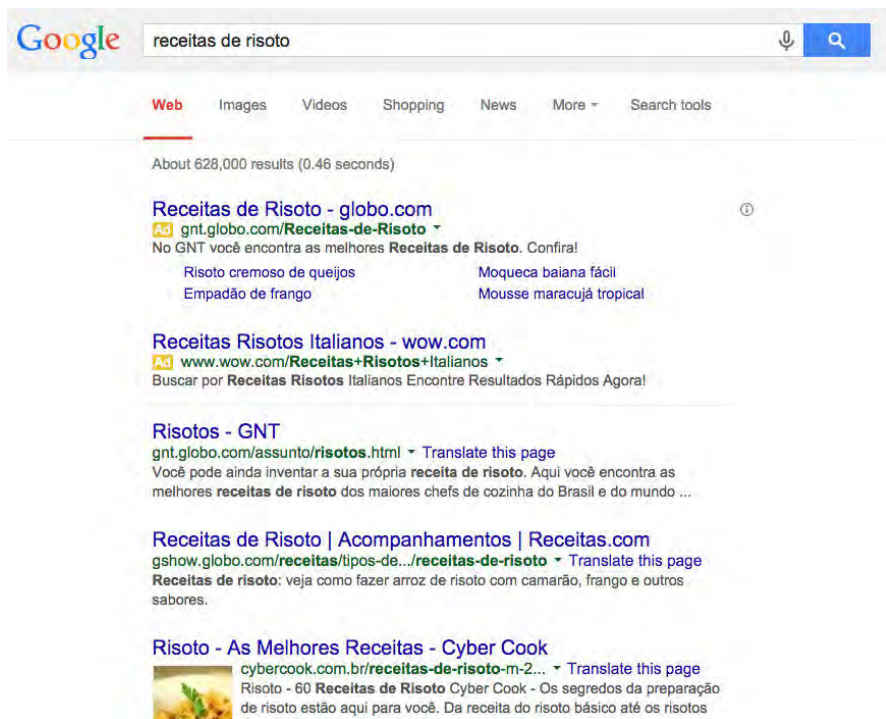 Google receitas de risoto
Web Images Videos Shopping News More Search tools
About 628,000 results (0.46 seconds)
Receitas de Risoto - globo.com
Ad gnt.globo.com/Receitas-de-Risoto
No GNT você encontra as melhores Receitas de Risoto. Confira!
Risoto cremoso de queijos Moqueca baiana fácil
Empadão de frango Mousse maracujá tropical
Receitas Risotos Italianos - wow.com
Ad www.wow.com/Receitas+Risotos+Italianos
Buscar por Receitas Risotos Italianos Encontre Resultados Rápidos Agora!
Risotos - GNT
gnt.globo.com/assunto/risotos.html Translate this page
Você pode ainda inventar a sua própria receita de risoto. Aqui você encontra as
melhores receitas de risoto dos maiores chefs de cozinha do Brasil e do mundo ...
Receitas de Risoto | Acompanhamentos | Receitas.com
gshow.globo.com/receitas/tipos-de.../receitas-de-risoto Translate this page
Receitas de risoto: veja como fazer arroz de risoto com camarão, frango e outros
sabores.
Risoto - As Melhores Receitas - Cyber Cook
cybercook.com.br/receitas-de-risoto-m-2... Translate this page
Risoto - 60 Receitas de Risoto Cyber Cook - Os segredos da preparação
de risoto estão aqui para você. Da receita do risoto básico até os risotos